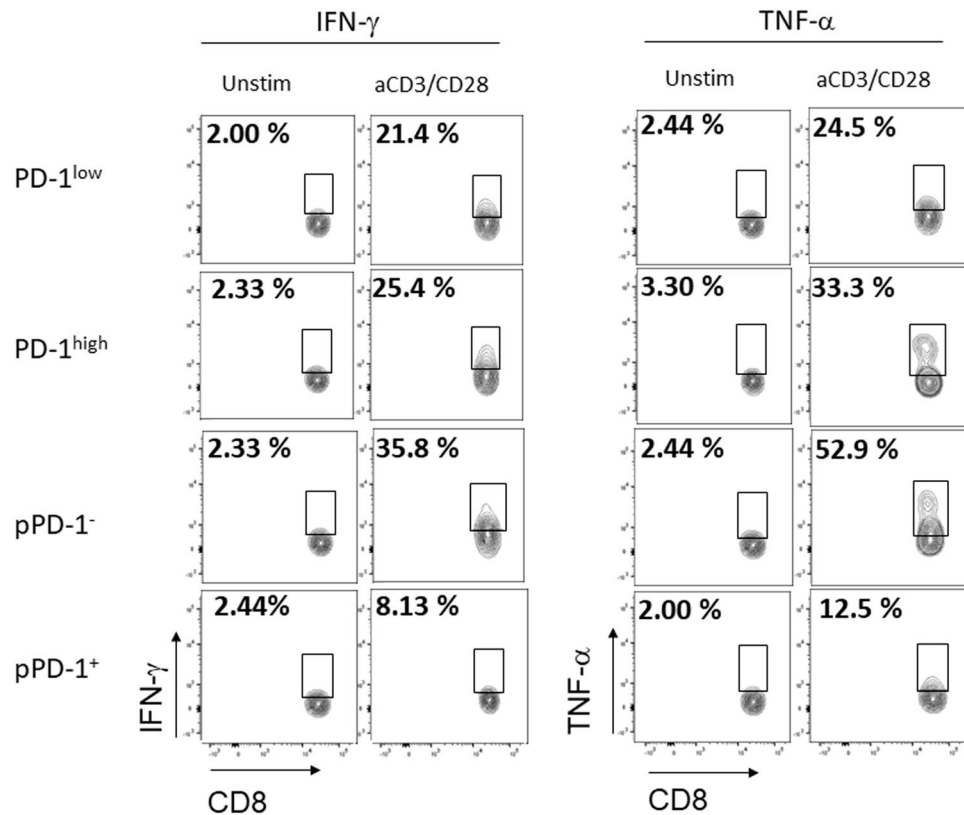 IFN-γ TNF-α
Unstim aCD3/CD28 Unstim aCD3/CD28
PD-1low 2.00 % 21.4 % 2.44 % 24.5 %
PD-1high 2.33 % 25.4 % 3.30 % 33.3 %
pPD-1- 2.33 % 35.8 % 2.44 % 52.9 %
pPD-1+ 2.44% 8.13 % 2.00 % 12.5 %
IFN-γ TNF-α
CD8 CD8